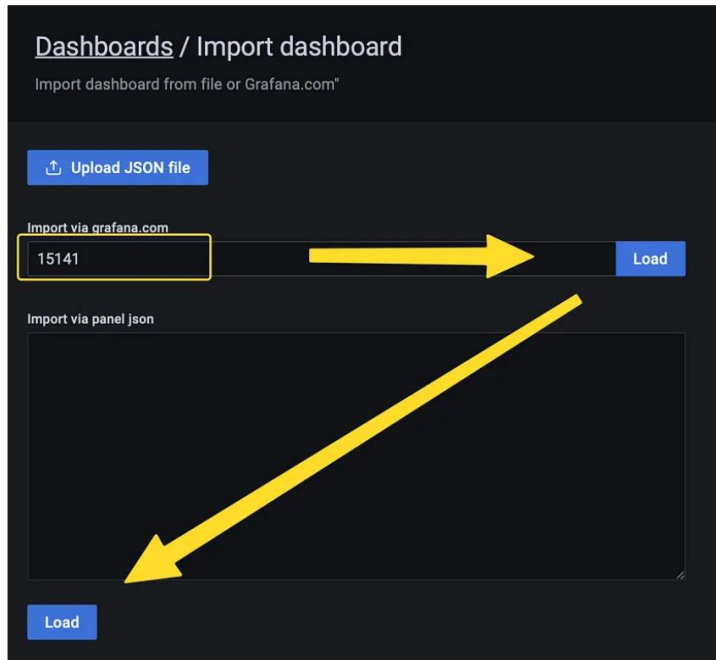 Dashboards / Import dashboard
Import dashboard from file or Grafana.com"
Upload JSON file
Import via grafana.com
15141
Load
Import via panel json
Load